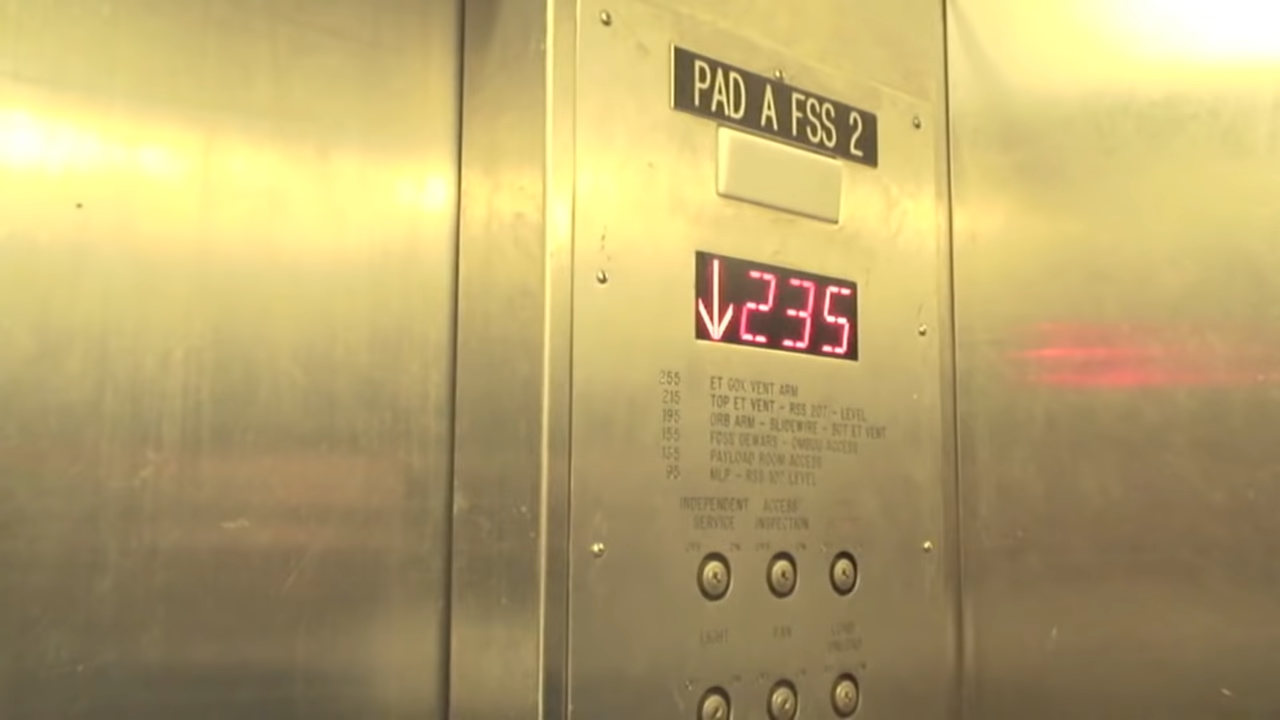 PAD A FSS 2
↓235
255 ET GOX VENT ARM
215 TOP ET VENT - RSS 207' - LEVEL
195 ORB ARM - SLIDEWIRE - BOT ET VENT
155 FCSS DEWARS - OMBUU ACCESS
135 PAYLOAD ROOM ACCESS
95 MLP - RSS 107' LEVEL
INDEPENDENT ACCESS/
SERVICE INSPECTION
LIGHT FAN